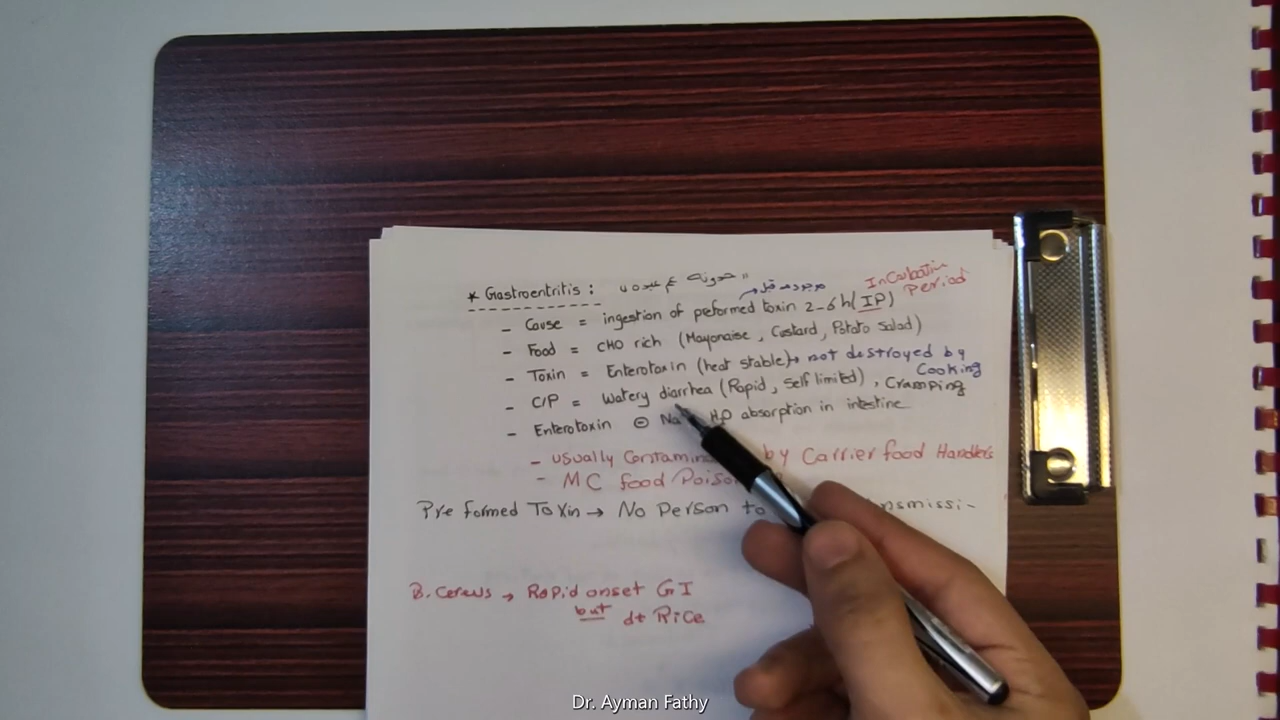 * Gastroentritis :
Incubation Period
- Cause = ingestion of preformed toxin 2-6 h (IP)
- Food = CHO rich (Mayonaise, Custard, Potato Salad)
- Toxin = Enterotoxin (heat stable) → not destroyed by Cooking
- C/P = Watery diarrhea (Rapid, Self limited), Cramping
- Enterotoxin ⊖ Na H2O absorption in intestine
- usually by Carrier food Handlers
- MC food
Pre formed Toxin → No Person to
B. Cereus → Rapid onset GI
but dt Rice
Dr. Ayman Fathy